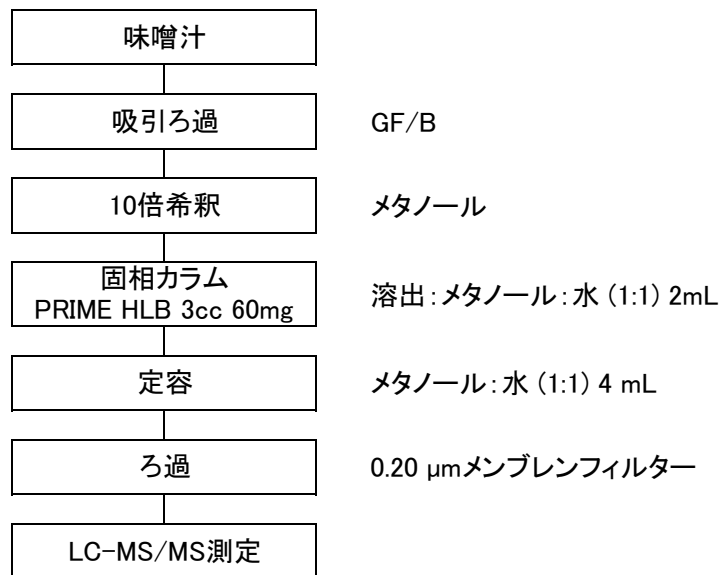 味噌汁
吸引ろ過
GF/B
10倍希釈
メタノール
固相カラム
PRIME HLB 3cc 60mg
溶出：メタノール：水 (1:1) 2mL
定容
メタノール：水 (1:1) 4 mL
ろ過
0.20 µmメンブレンフィルター
LC-MS/MS測定